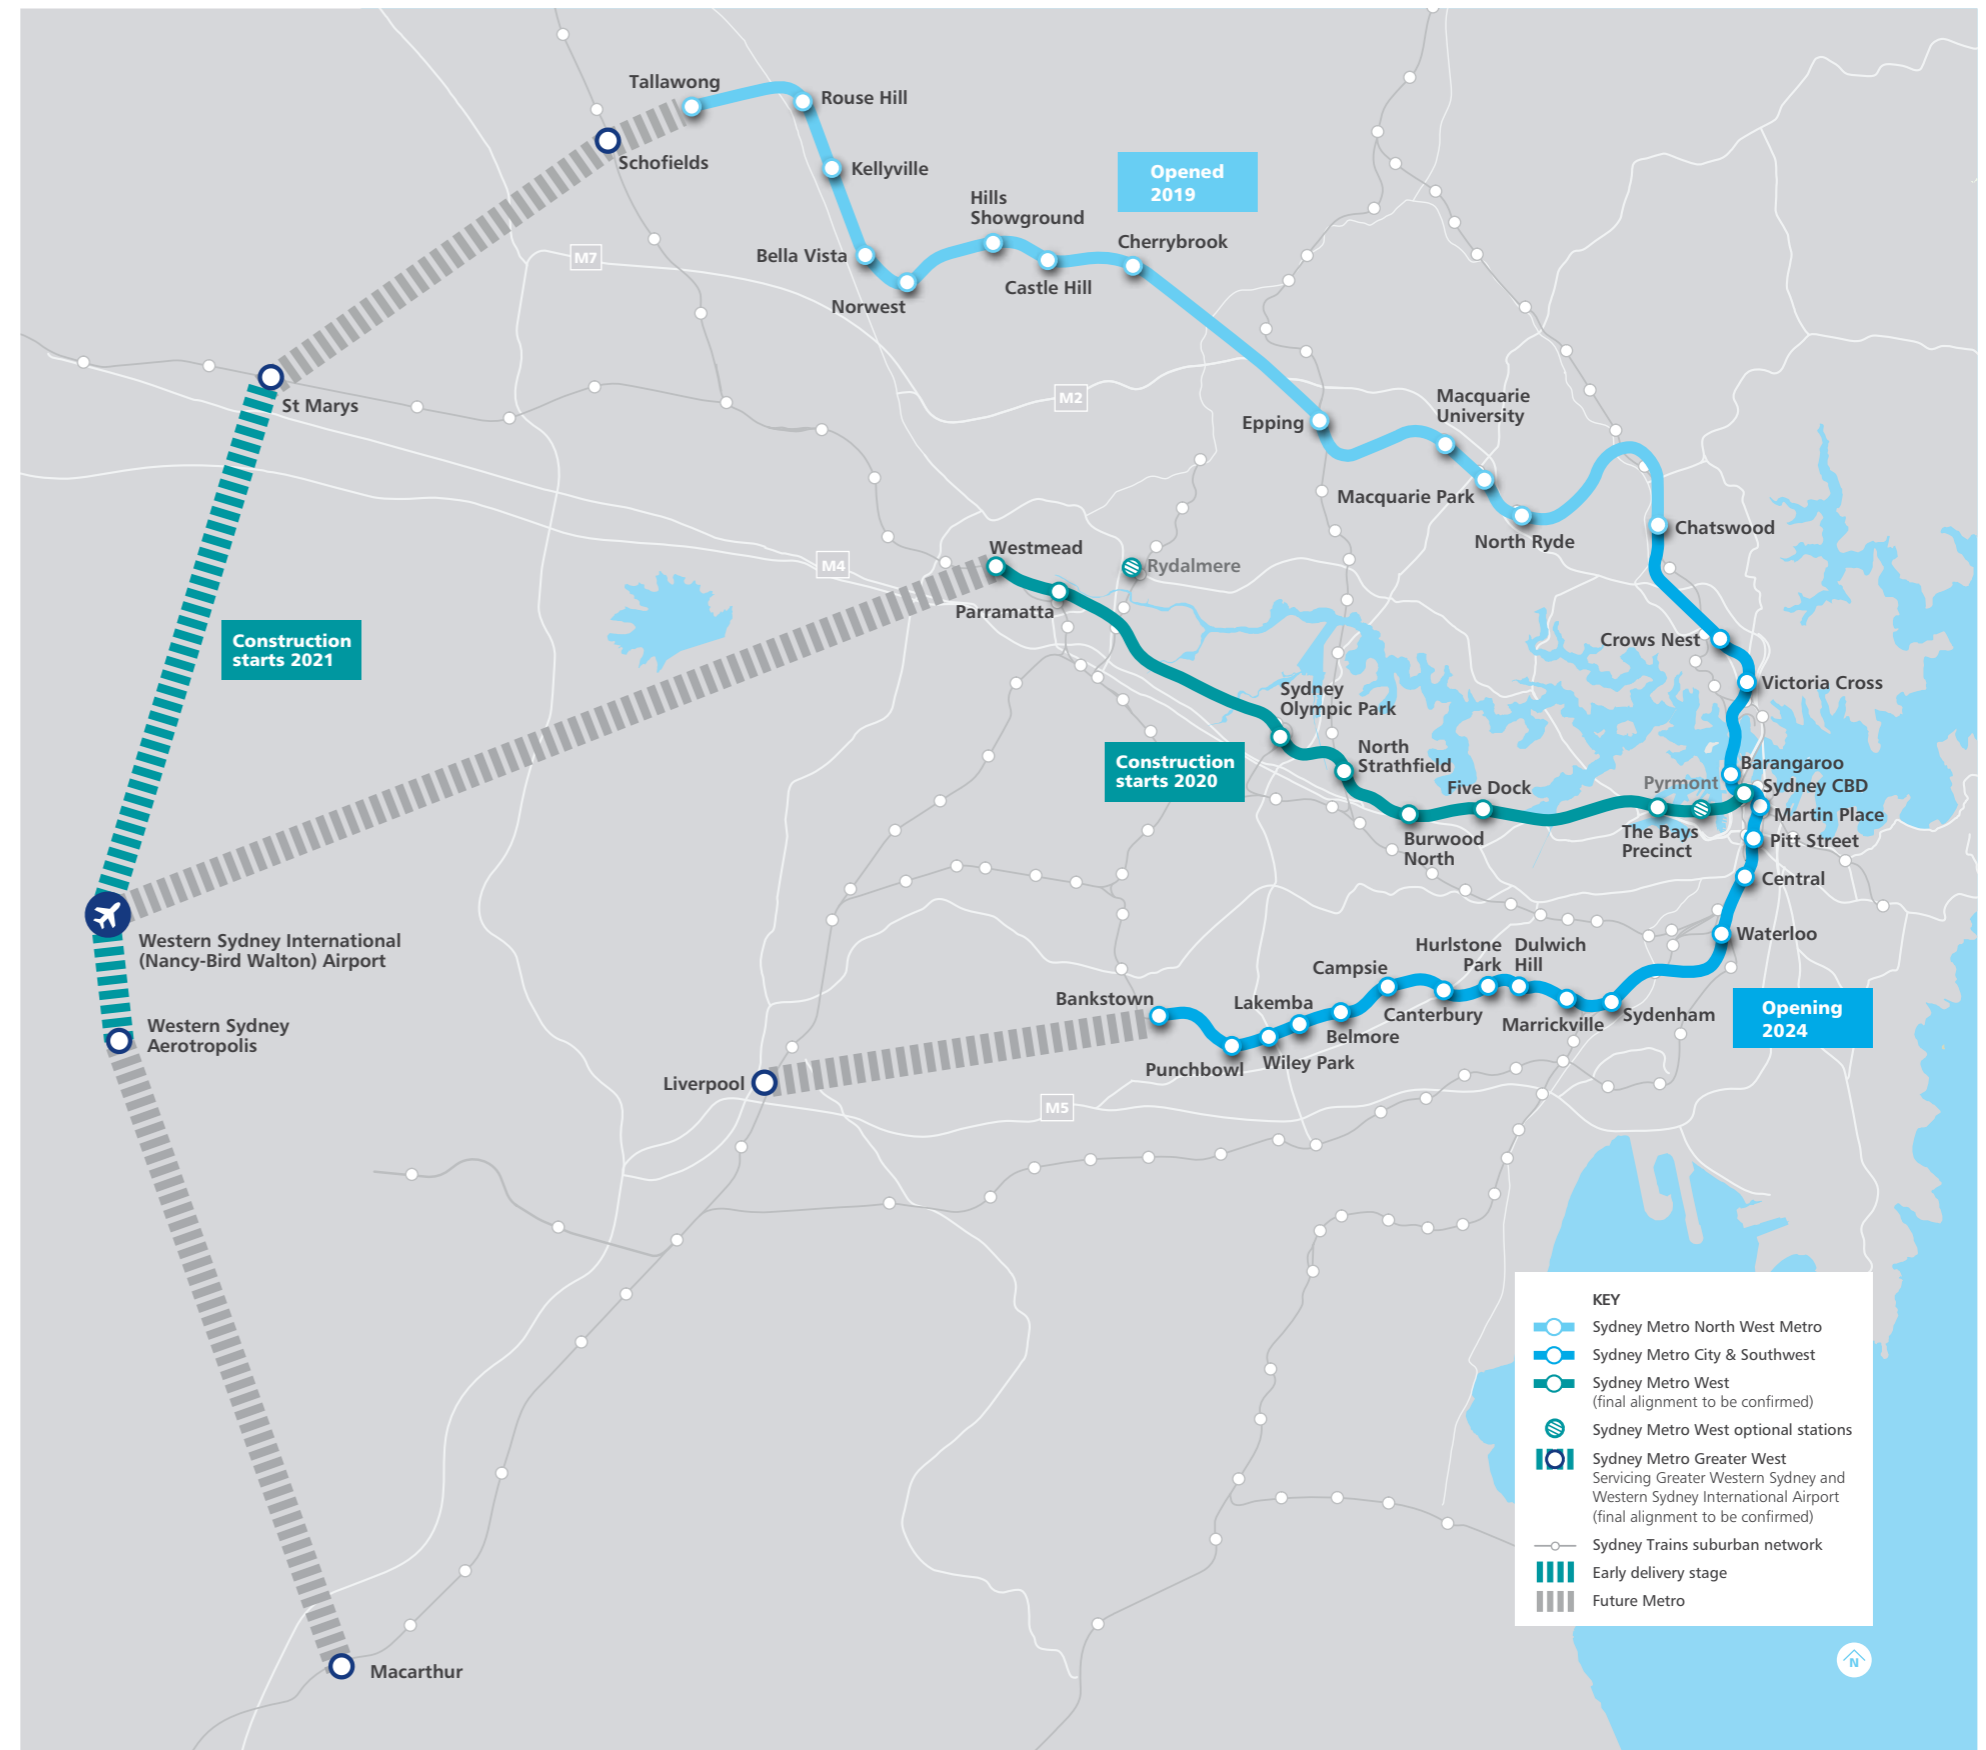 Tallawong
Rouse Hill
Schofields
Kellyville
Opened
2019
Hills
Showground
Cherrybrook
Bella Vista
M7
Castle Hill
Norwest
St Marys
M2
Macquarie
University
Epping
Macquarie Park
Chatswood
North Ryde
Westmead
M4
Rydalmere
Parramatta
Construction
starts 2021
Crows Nest
Victoria Cross
Sydney
Olympic Park
North
Strathfield
Construction
starts 2020
Barangaroo
Pyrmont
Sydney CBD
Five Dock
Martin Place
The Bays
Precinct
Burwood
North
Pitt Street
Central
Western Sydney International
(Nancy-Bird Walton) Airport
Waterloo
Hurlstone
Park
Dulwich
Hill
Campsie
Bankstown
Lakemba
Canterbury
Marrickville
Sydenham
Opening
2024
Western Sydney
Aerotropolis
Belmore
Punchbowl
Wiley Park
Liverpool
M5
KEY
Sydney Metro North West Metro
Sydney Metro City & Southwest
Sydney Metro West
(final alignment to be confirmed)
Sydney Metro West optional stations
Sydney Metro Greater West
Servicing Greater Western Sydney and
Western Sydney International Airport
(final alignment to be confirmed)
Sydney Trains suburban network
Early delivery stage
Future Metro
N
Macarthur